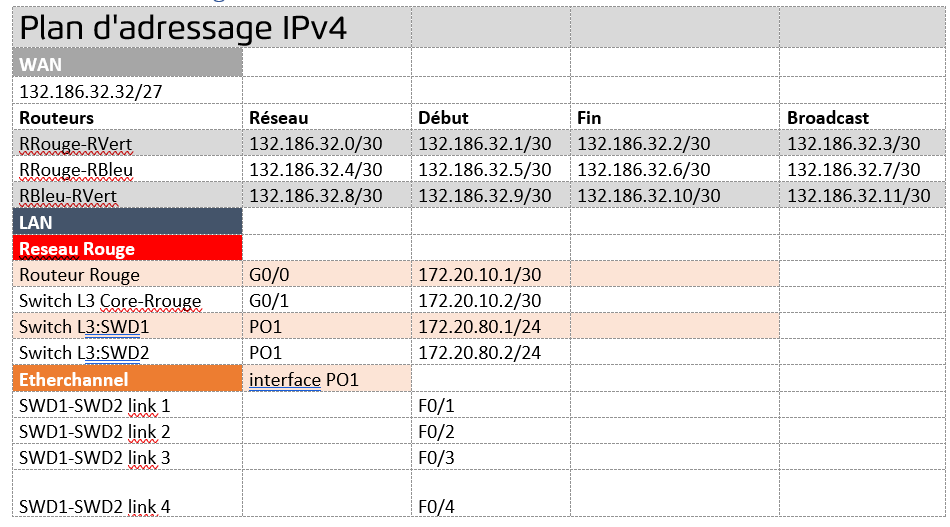 Plan d'adressage IPv4
WAN
132.186.32.32/27
Routeurs Réseau Début Fin Broadcast
RRouge-RVert 132.186.32.0/30 132.186.32.1/30 132.186.32.2/30 132.186.32.3/30
RRouge-RBleu 132.186.32.4/30 132.186.32.5/30 132.186.32.6/30 132.186.32.7/30
RBleu-RVert 132.186.32.8/30 132.186.32.9/30 132.186.32.10/30 132.186.32.11/30
LAN
Reseau Rouge
Routeur Rouge G0/0 172.20.10.1/30
Switch L3 Core-Rrouge G0/1 172.20.10.2/30
Switch L3:SWD1 PO1 172.20.80.1/24
Switch L3:SWD2 PO1 172.20.80.2/24
Etherchannel interface PO1
SWD1-SWD2 link 1 F0/1
SWD1-SWD2 link 2 F0/2
SWD1-SWD2 link 3 F0/3
SWD1-SWD2 link 4 F0/4